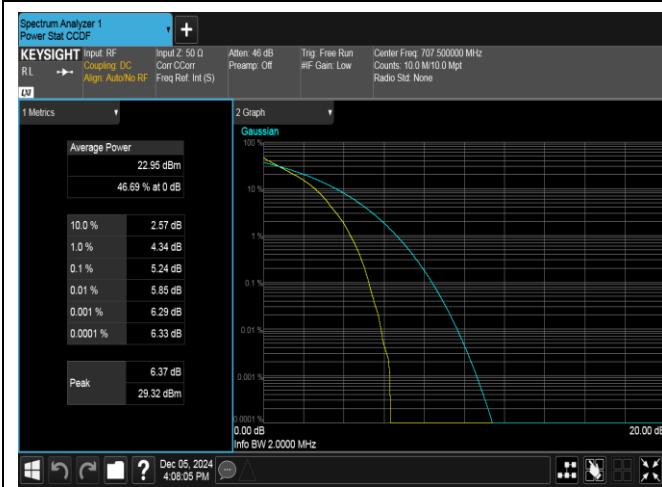 Spectrum Analyzer 1
Power Stat CCDF
+
KEYSIGHT
RL
LXI
Input: RF
Coupling: DC
Align: Auto/No RF
Input Z: 50 Ω
Corr CCorr
Freq Ref: Int (S)
Atten: 46 dB
Preamp: Off
Trig: Free Run
#IF Gain: Low
Center Freq: 707.500000 MHz
Counts: 10.0 M/10.0 Mpt
Radio Std: None
1 Metrics
Average Power
22.95 dBm
46.69 % at 0 dB
10.0 % 2.57 dB
1.0 % 4.34 dB
0.1 % 5.24 dB
0.01 % 5.85 dB
0.001 % 6.29 dB
0.0001 % 6.33 dB
Peak
6.37 dB
29.32 dBm
2 Graph
Gaussian
100 %
10 %
1 %
0.1 %
0.01 %
0.001 %
0.0001 %
0.00 dB
20.00 dB
Info BW 2.0000 MHz
?
Dec 05, 2024
4:08:05 PM